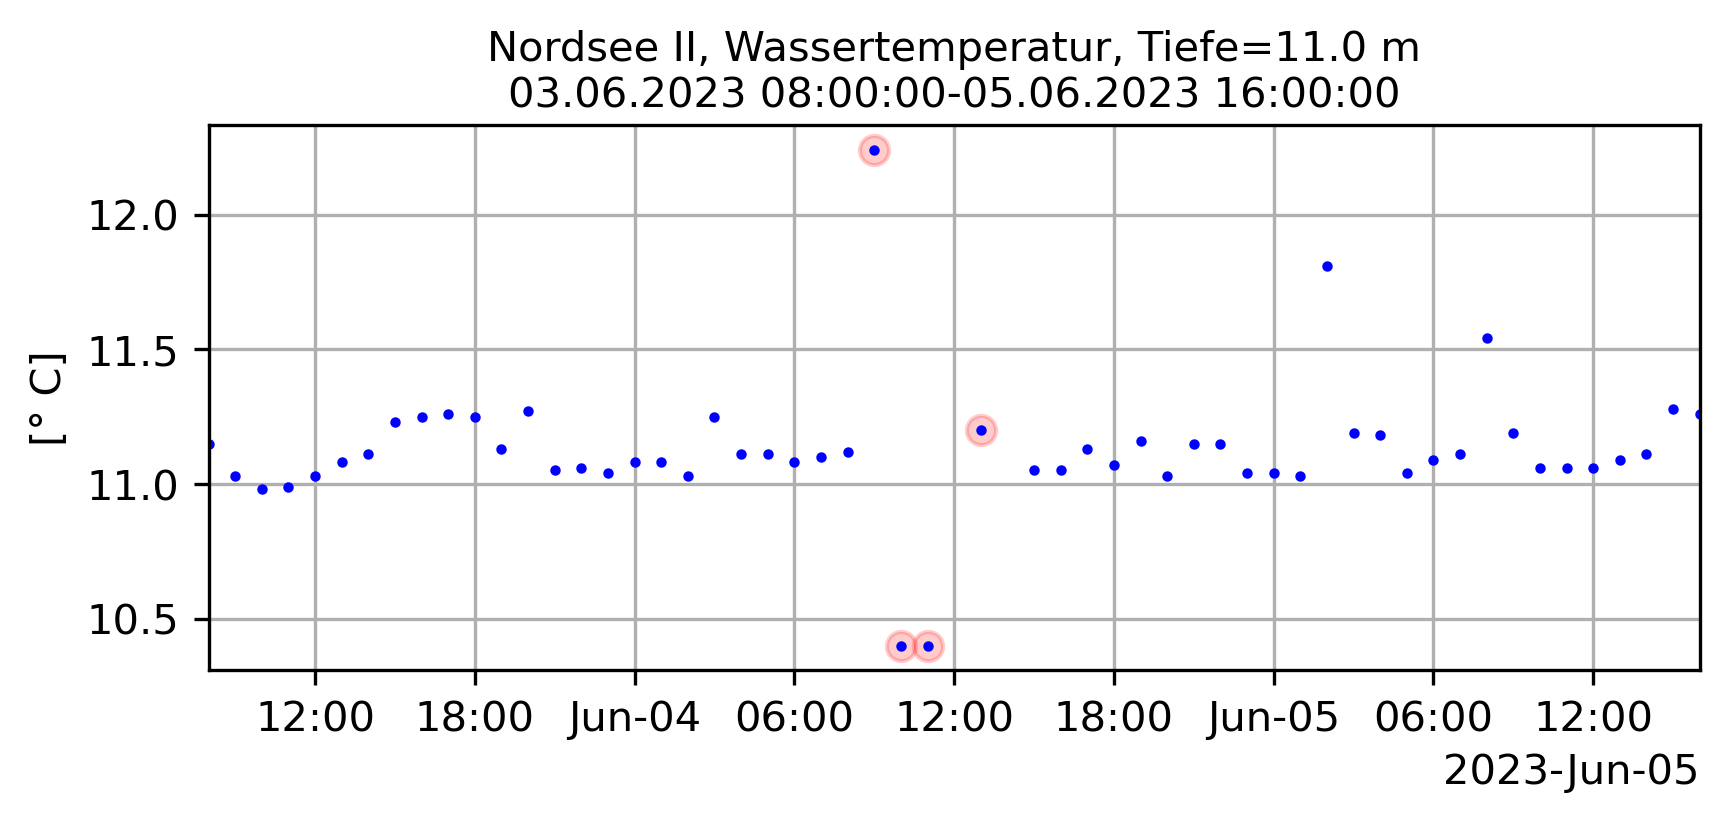 Nordsee II, Wassertemperatur, Tiefe=11.0 m
03.06.2023 08:00:00-05.06.2023 16:00:00
[° C]
12.0
11.5
11.0
10.5
12:00 18:00 Jun-04 06:00 12:00 18:00 Jun-05 06:00 12:00
2023-Jun-05